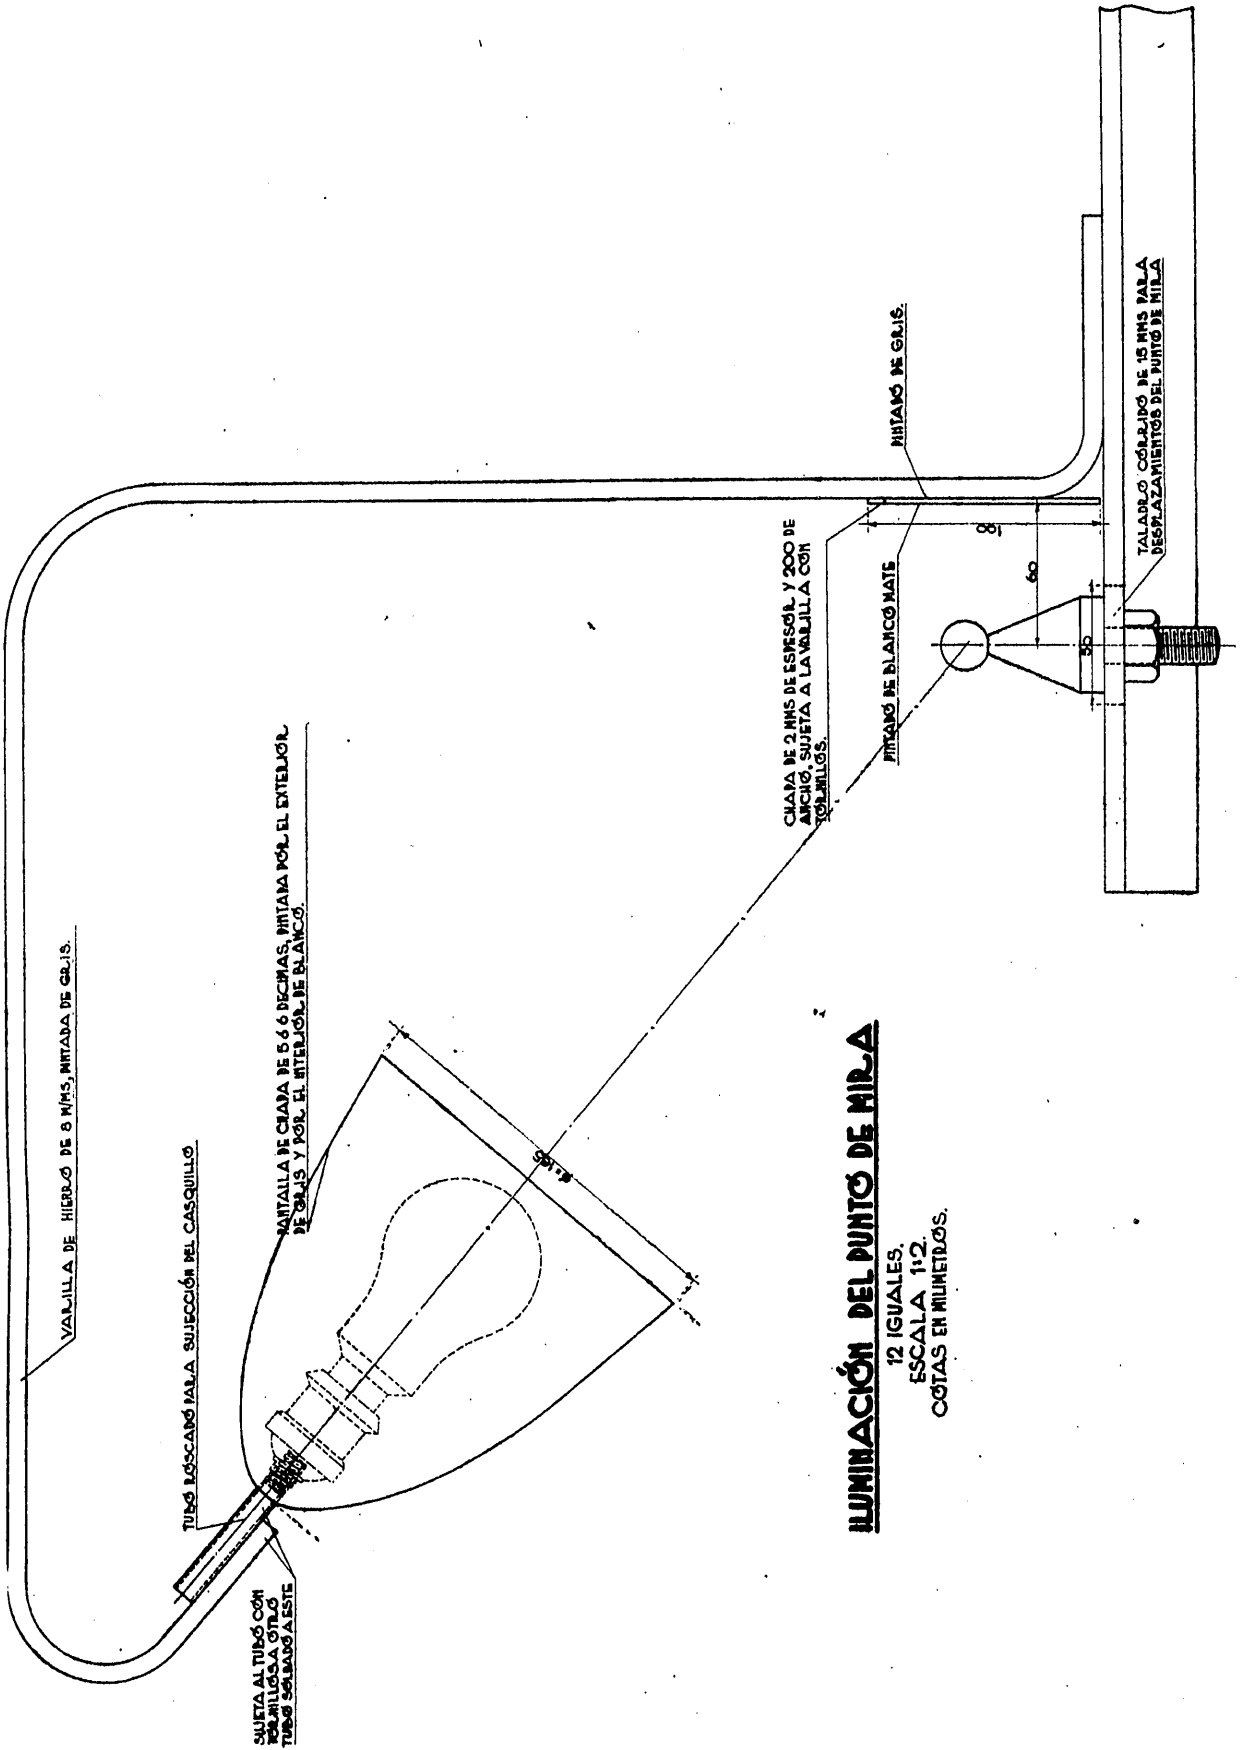 VARILLA DE HIERRO DE 8 M/MS, PINTADA DE GRIS.
TUBO ROSCADO PARA SUJECCIÓN DEL CASQUILLO
SUJETA AL TUBO CON
TORNILLOS A OTRO
TUBO SOLDADO A ESTE
PANTALLA DE CHAPA DE 5 Ó 6 DECIMAS, PINTADA POR EL EXTERIOR
DE GRIS Y POR EL INTERIOR DE BLANCO.
Ø=155
CHAPA DE 2 MMS DE ESPESOR Y 200 DE
ANCHO, SUJETA A LA VARILLA CON
TORNILLOS.
PINTADO DE BLANCO MATE
PINTADO DE GRIS.
60
50
TALADRO CORRIDO DE 15 MMS PARA
DESPLAZAMIENTOS DEL PUNTO DE MIRA
ILUMINACIÓN DEL PUNTO DE MIRA
12 IGUALES.
ESCALA 1:2.
COTAS EN MILIMETROS.